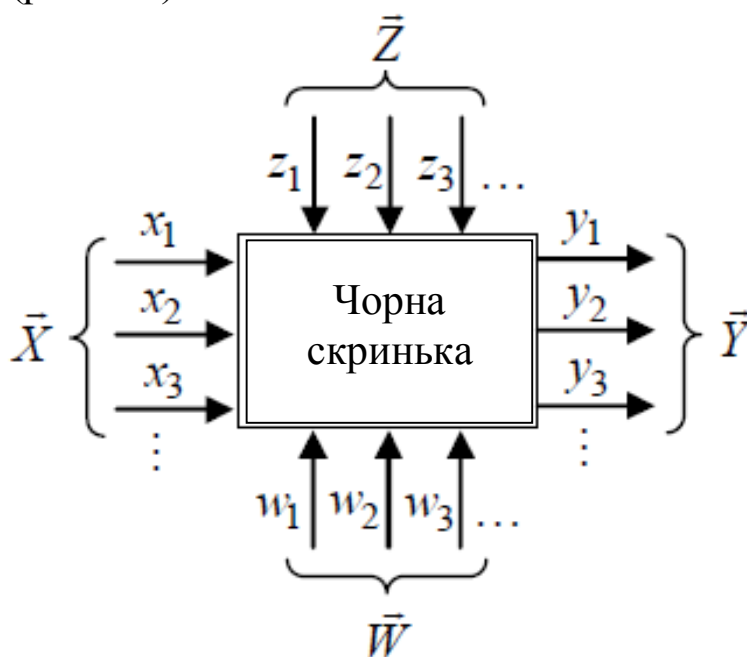 Z⃗
z₁ z₂ z₃ …
x₁ y₁
X⃗ x₂ Чорна скринька y₂ Y⃗
x₃ y₃
⋮ ⋮
w₁ w₂ w₃ …
W⃗